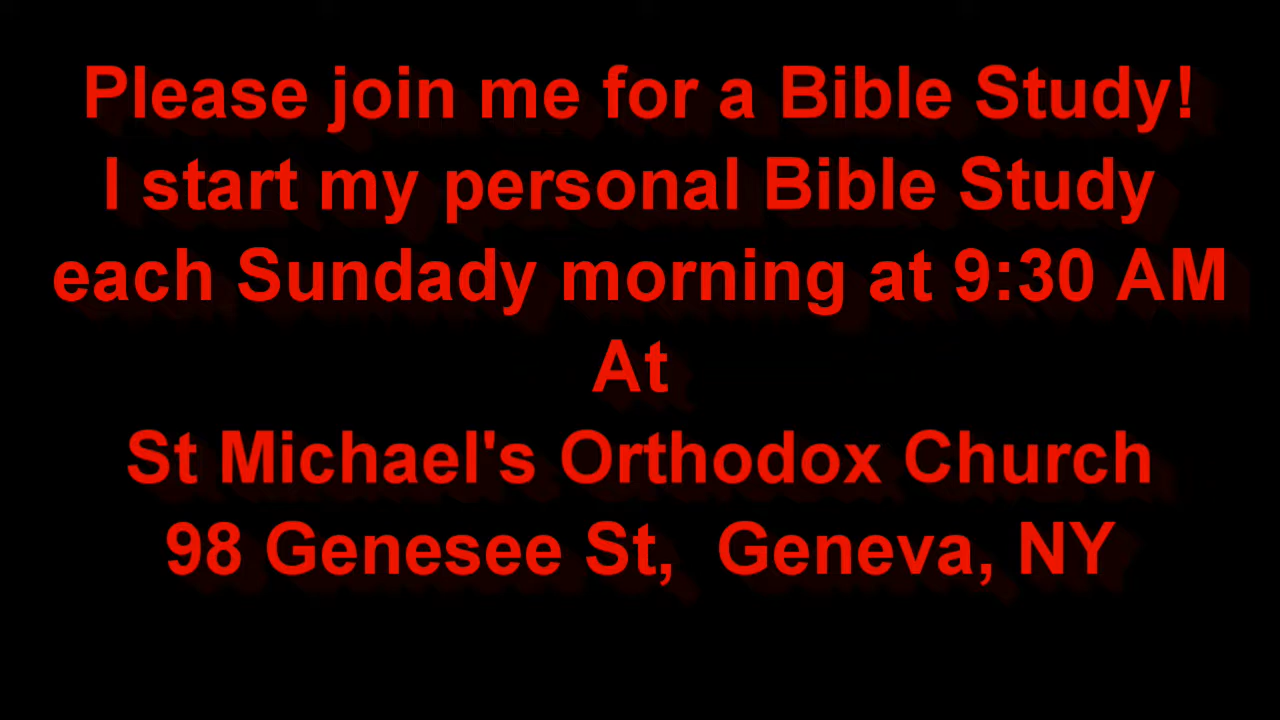 Please join me for a Bible Study!
I start my personal Bible Study
each Sundady morning at 9:30 AM
At
St Michael's Orthodox Church
98 Genesee St,  Geneva, NY